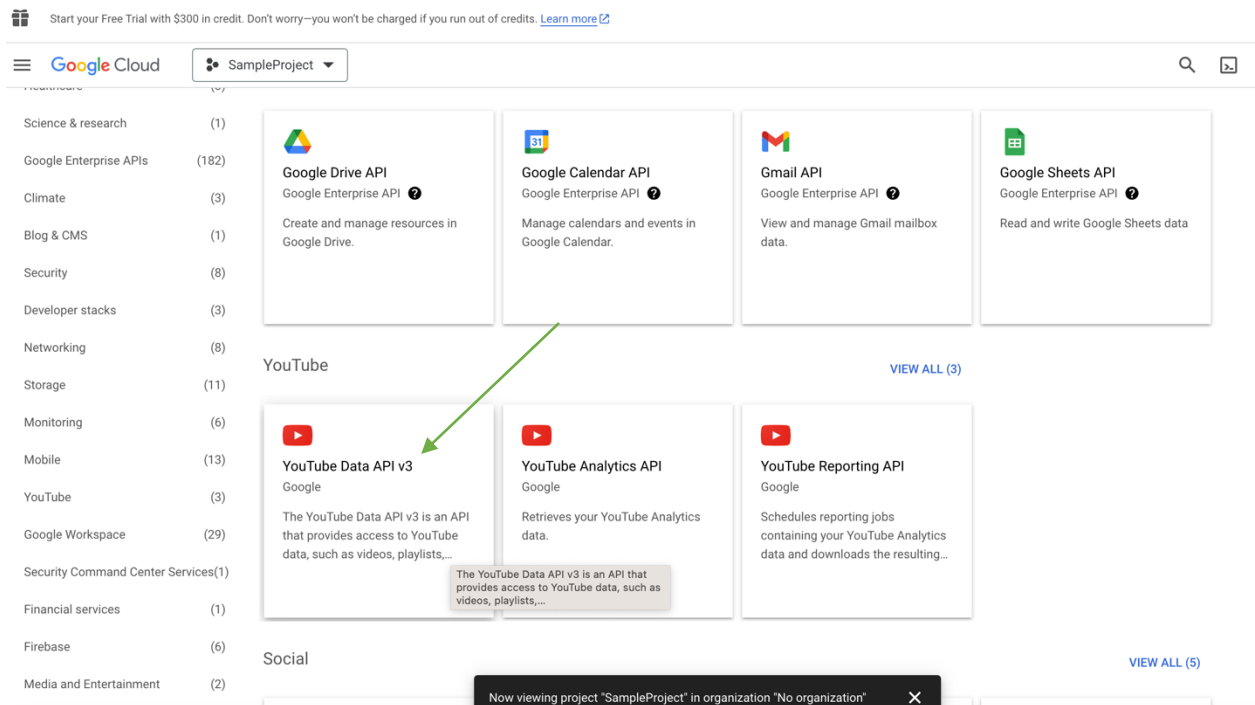 Start your Free Trial with $300 in credit. Don't worry—you won't be charged if you run out of credits. Learn more
Google Cloud
SampleProject
Healthcare
Science & research (1)
Google Enterprise APIs (182)
Climate (3)
Blog & CMS (1)
Security (8)
Developer stacks (3)
Networking (8)
Storage (11)
Monitoring (6)
Mobile (13)
YouTube (3)
Google Workspace (29)
Security Command Center Services(1)
Financial services (1)
Firebase (6)
Media and Entertainment (2)
Google Drive API
Google Enterprise API
Create and manage resources in
Google Drive.
31
Google Calendar API
Google Enterprise API
Manage calendars and events in
Google Calendar.
Gmail API
Google Enterprise API
View and manage Gmail mailbox
data.
Google Sheets API
Google Enterprise API
Read and write Google Sheets data
YouTube
VIEW ALL (3)
YouTube Data API v3
Google
The YouTube Data API v3 is an API
that provides access to YouTube
data, such as videos, playlists,...
The YouTube Data API v3 is an API that
provides access to YouTube data, such as
videos, playlists,...
YouTube Analytics API
Google
Retrieves your YouTube Analytics
data.
YouTube Reporting API
Google
Schedules reporting jobs
containing your YouTube Analytics
data and downloads the resulting...
Social
VIEW ALL (5)
Now viewing project "SampleProject" in organization "No organization"